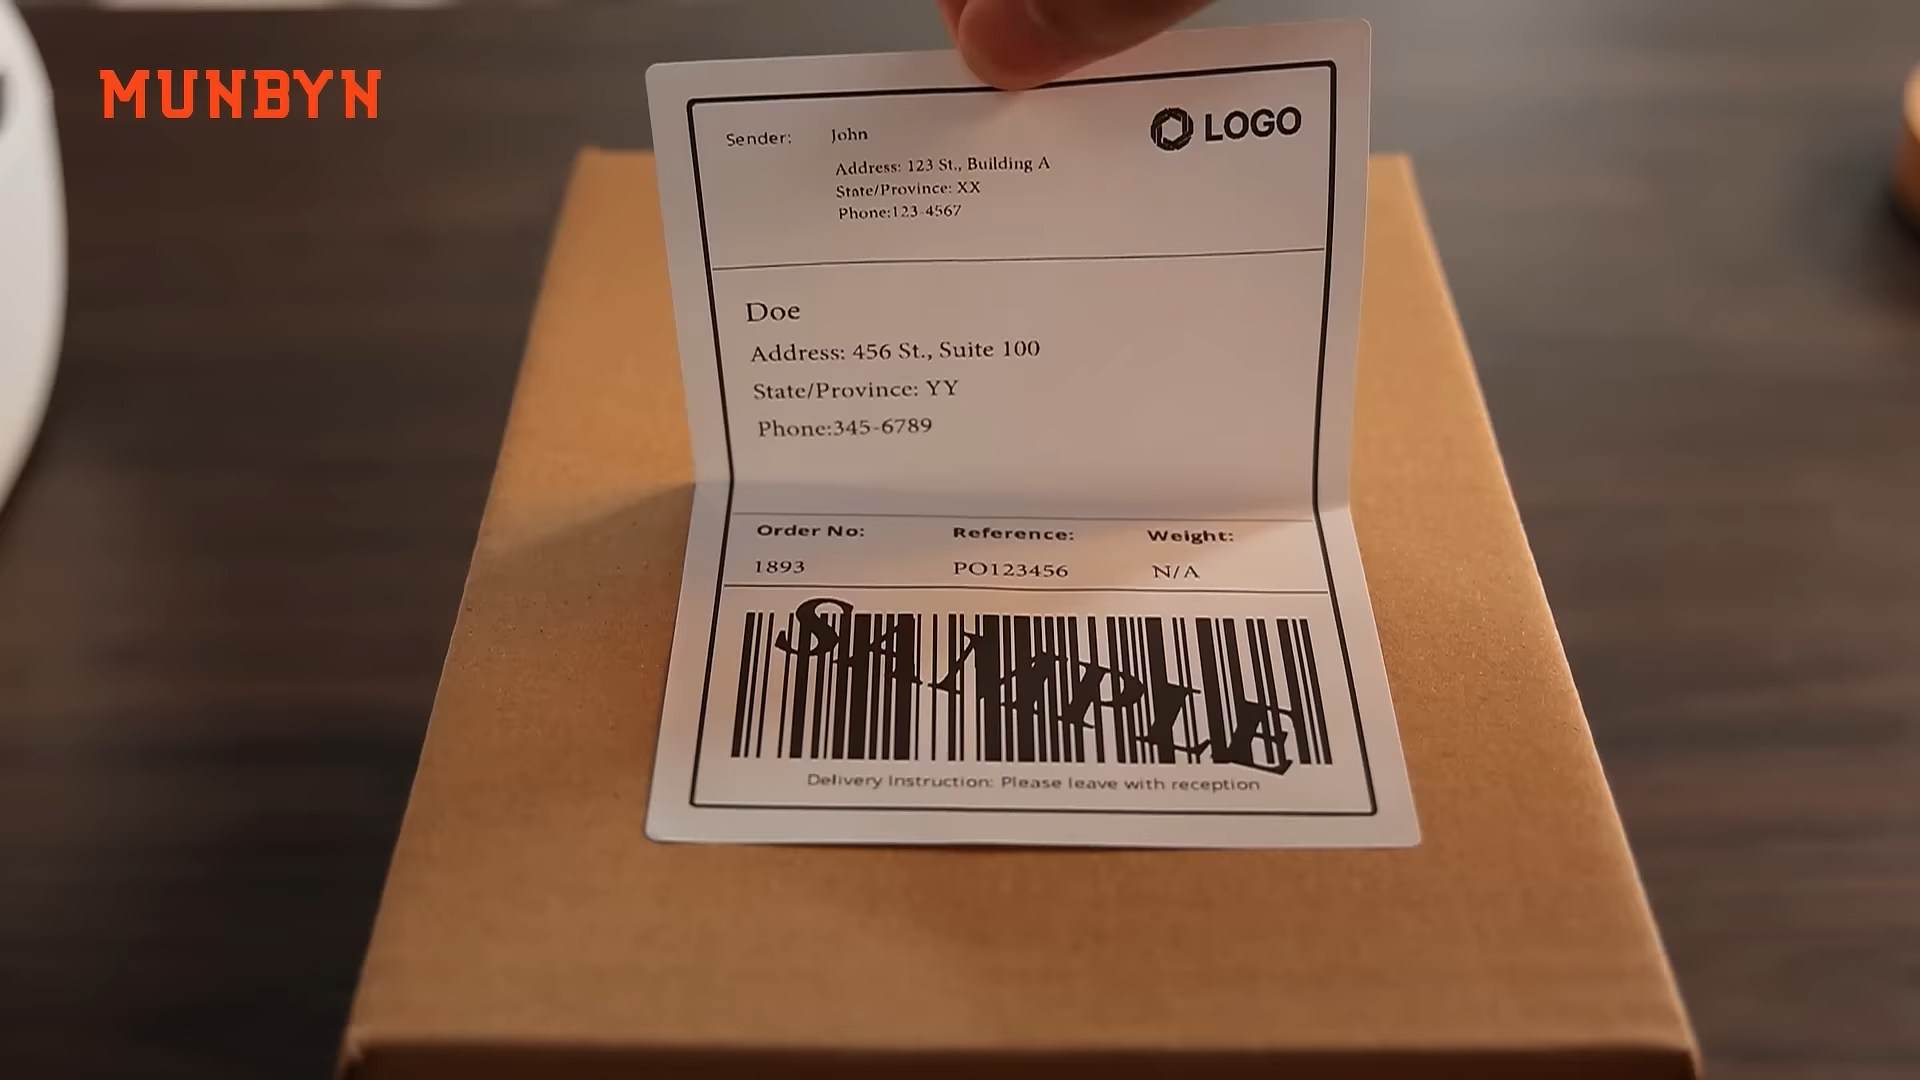 MUNBYN
Sender: John
LOGO
Address: 123 St., Building A
State/Province: XX
Phone:123-4567
Doe
Address: 456 St., Suite 100
State/Province: YY
Phone:345-6789
Order No: Reference: Weight:
1893 PO123456 N/A
SAMPLE
Delivery Instruction: Please leave with reception